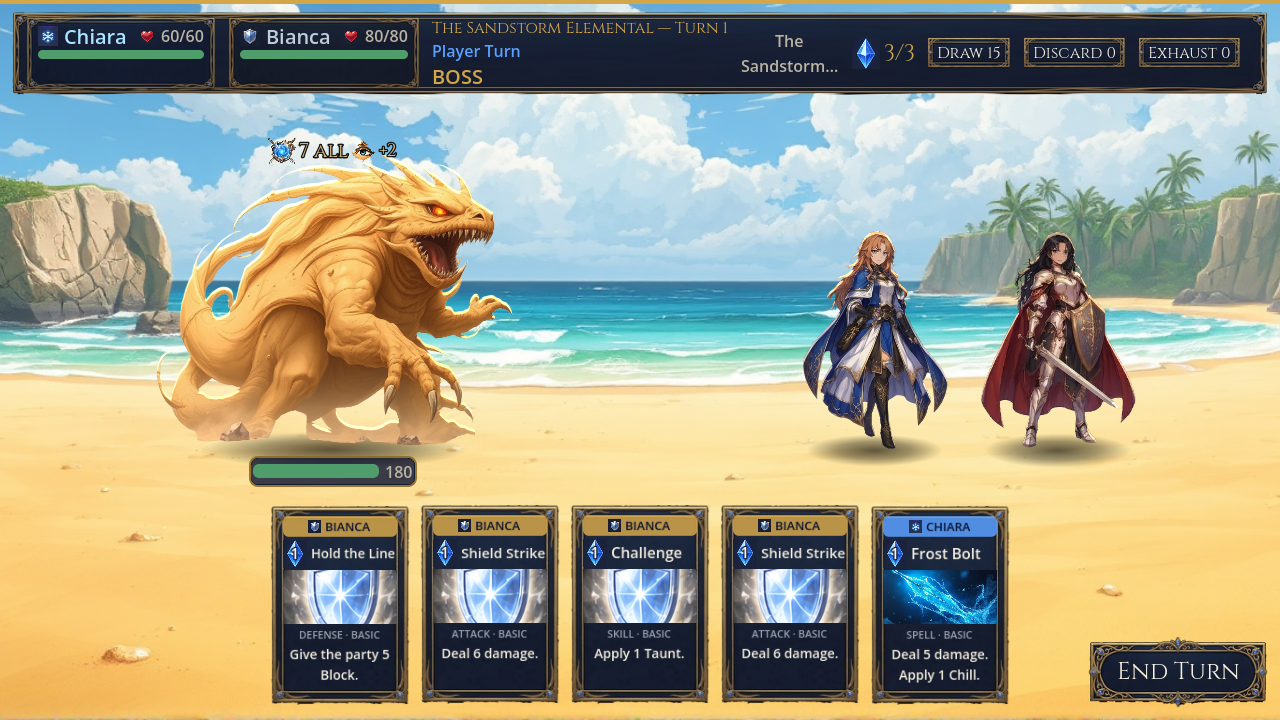 Chiara 60/60
Bianca 80/80
The Sandstorm Elemental — Turn 1
Player Turn
BOSS
The
Sandstorm...
3/3
Draw 15
Discard 0
Exhaust 0
7 ALL +2
180
BIANCA
1 Hold the Line
DEFENSE · BASIC
Give the party 5
Block.
BIANCA
1 Shield Strike
ATTACK · BASIC
Deal 6 damage.
BIANCA
1 Challenge
SKILL · BASIC
Apply 1 Taunt.
BIANCA
1 Shield Strike
ATTACK · BASIC
Deal 6 damage.
CHIARA
1 Frost Bolt
SPELL · BASIC
Deal 5 damage.
Apply 1 Chill.
End Turn